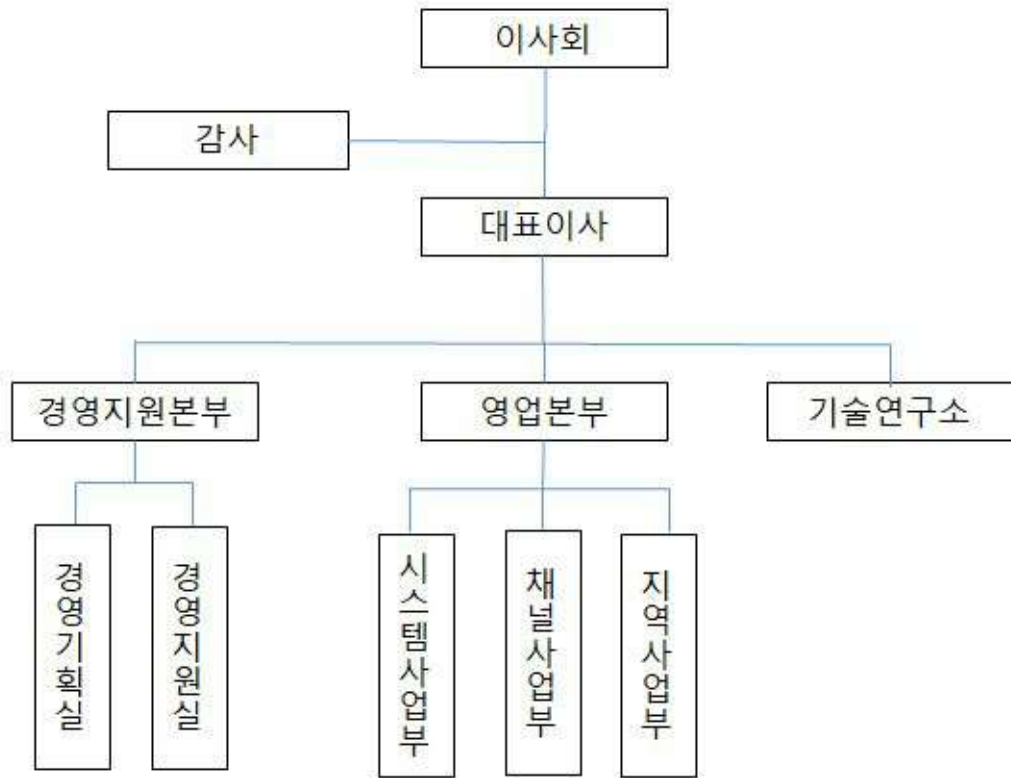 이사회
감사
대표이사
경영지원본부
영업본부
기술연구소
경영기획실
경영지원실
시스템사업부
채널사업부
지역사업부